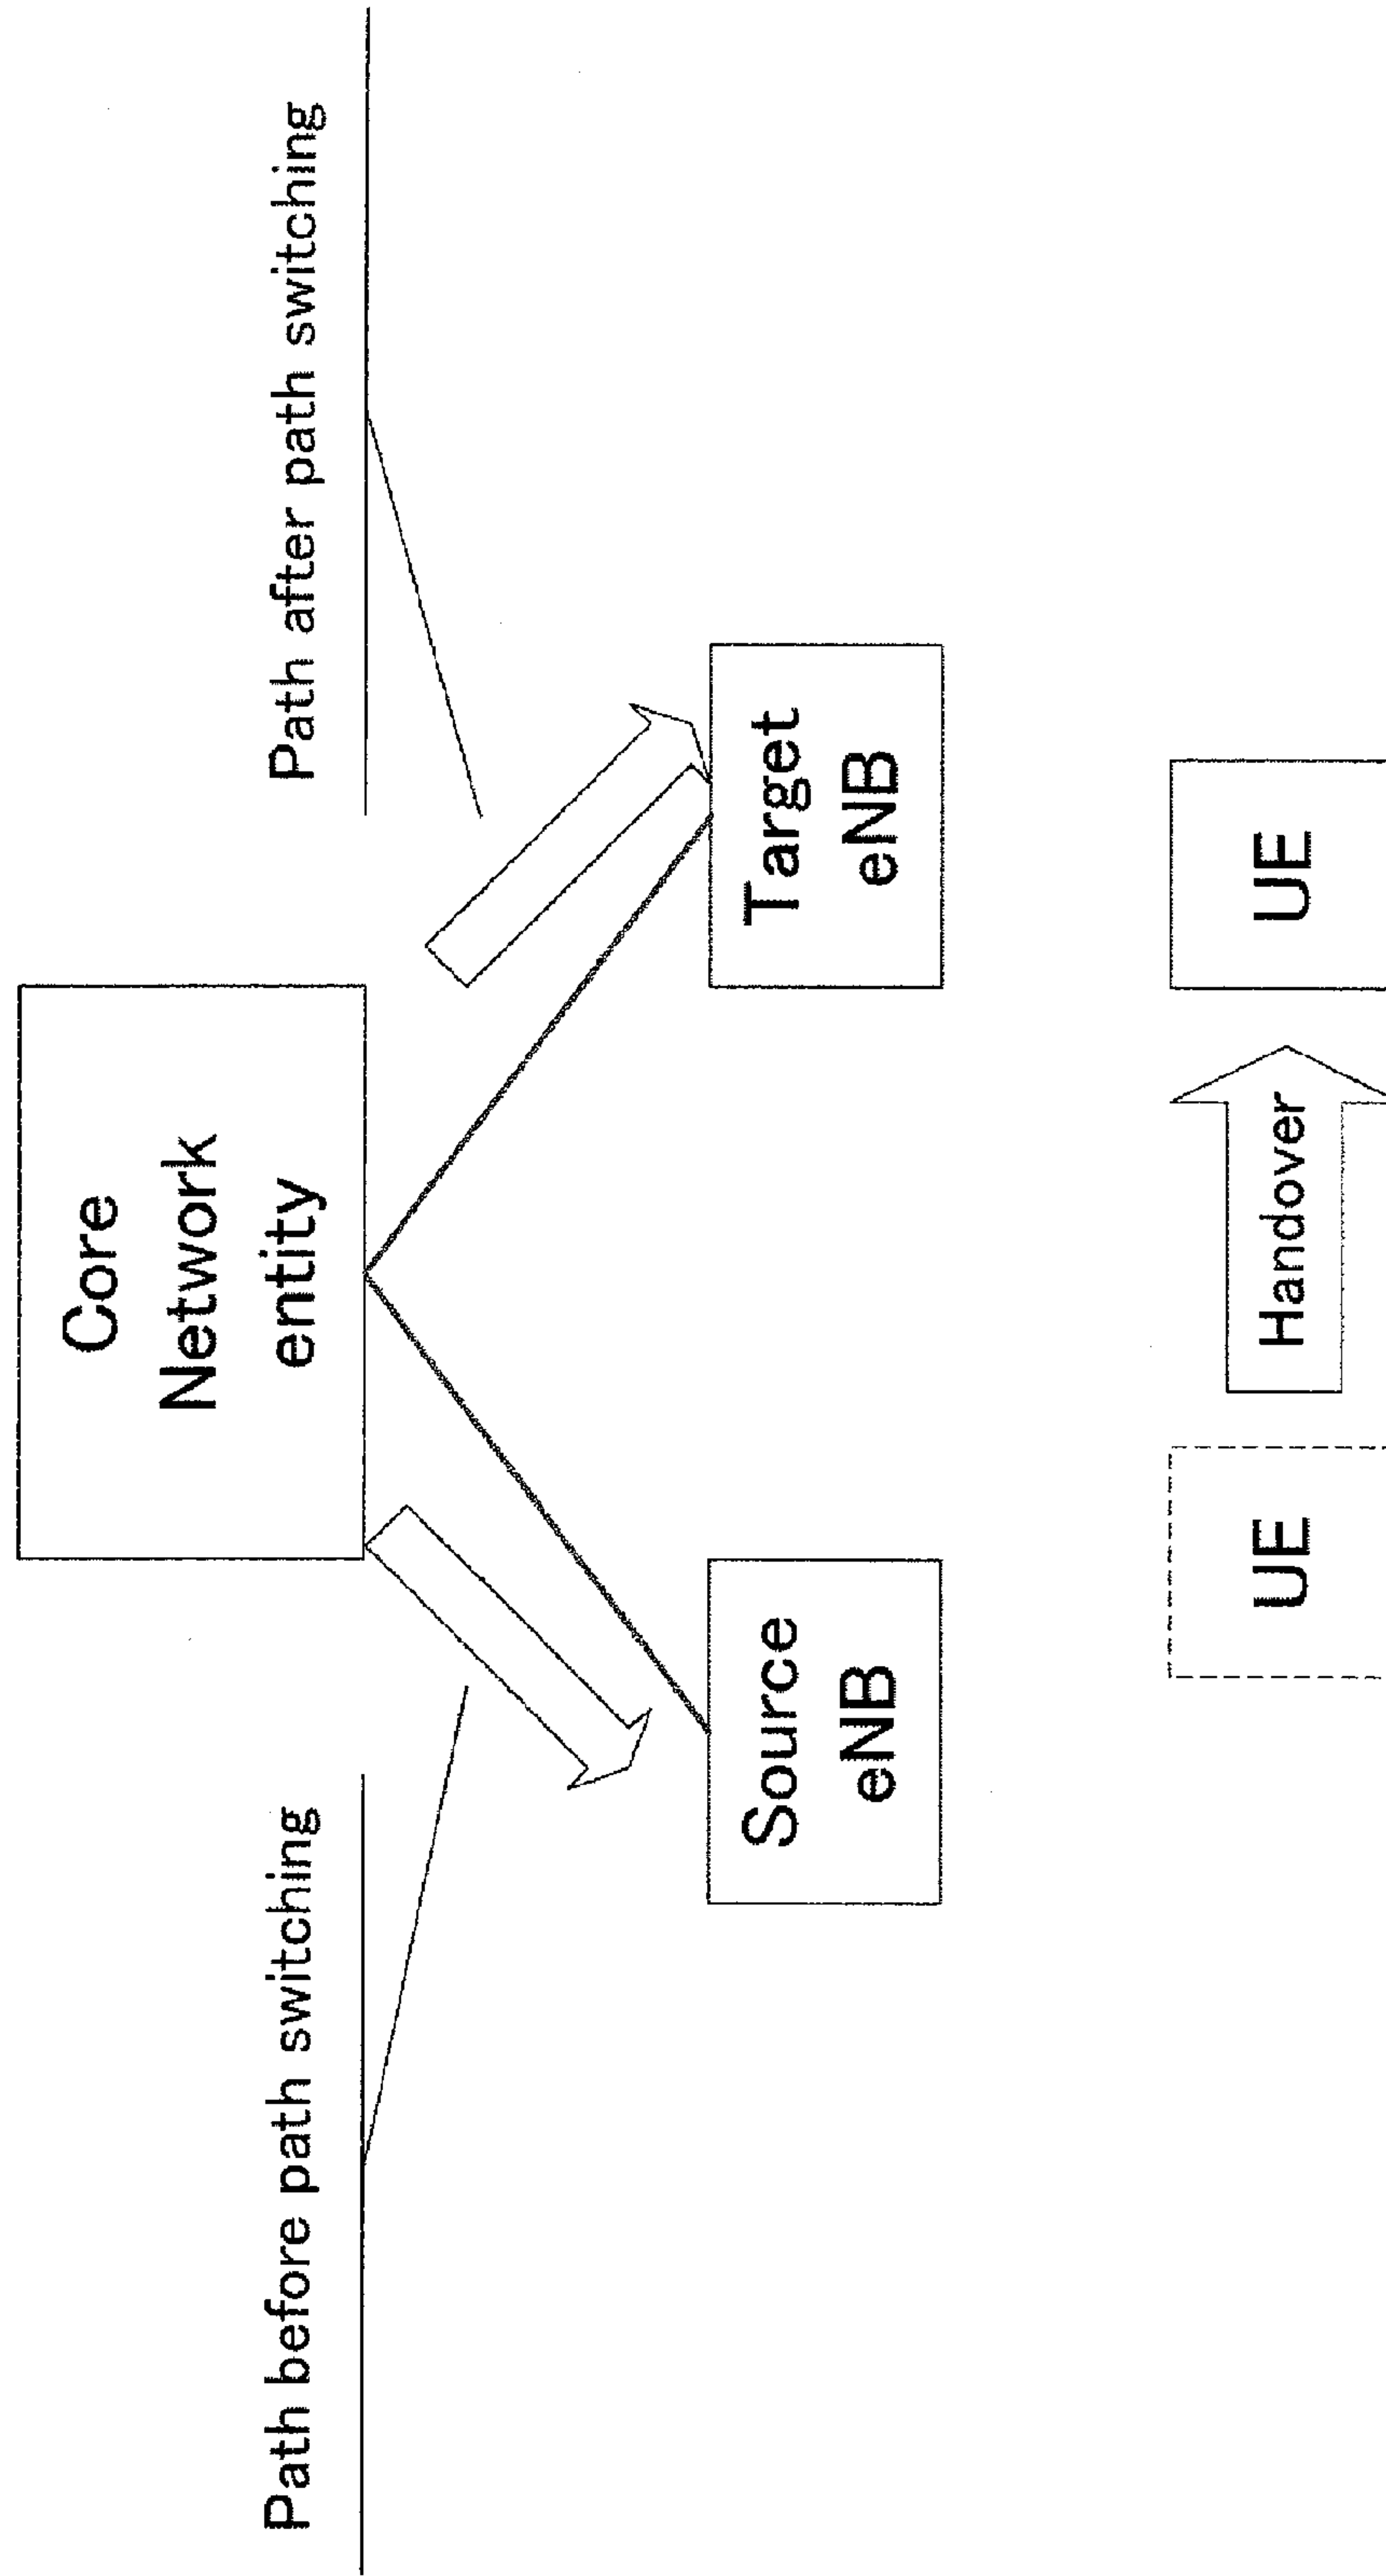 Path before path switching
Path after path switching
Core
Network
entity
Source
eNB
Target
eNB
UE
Handover
UE